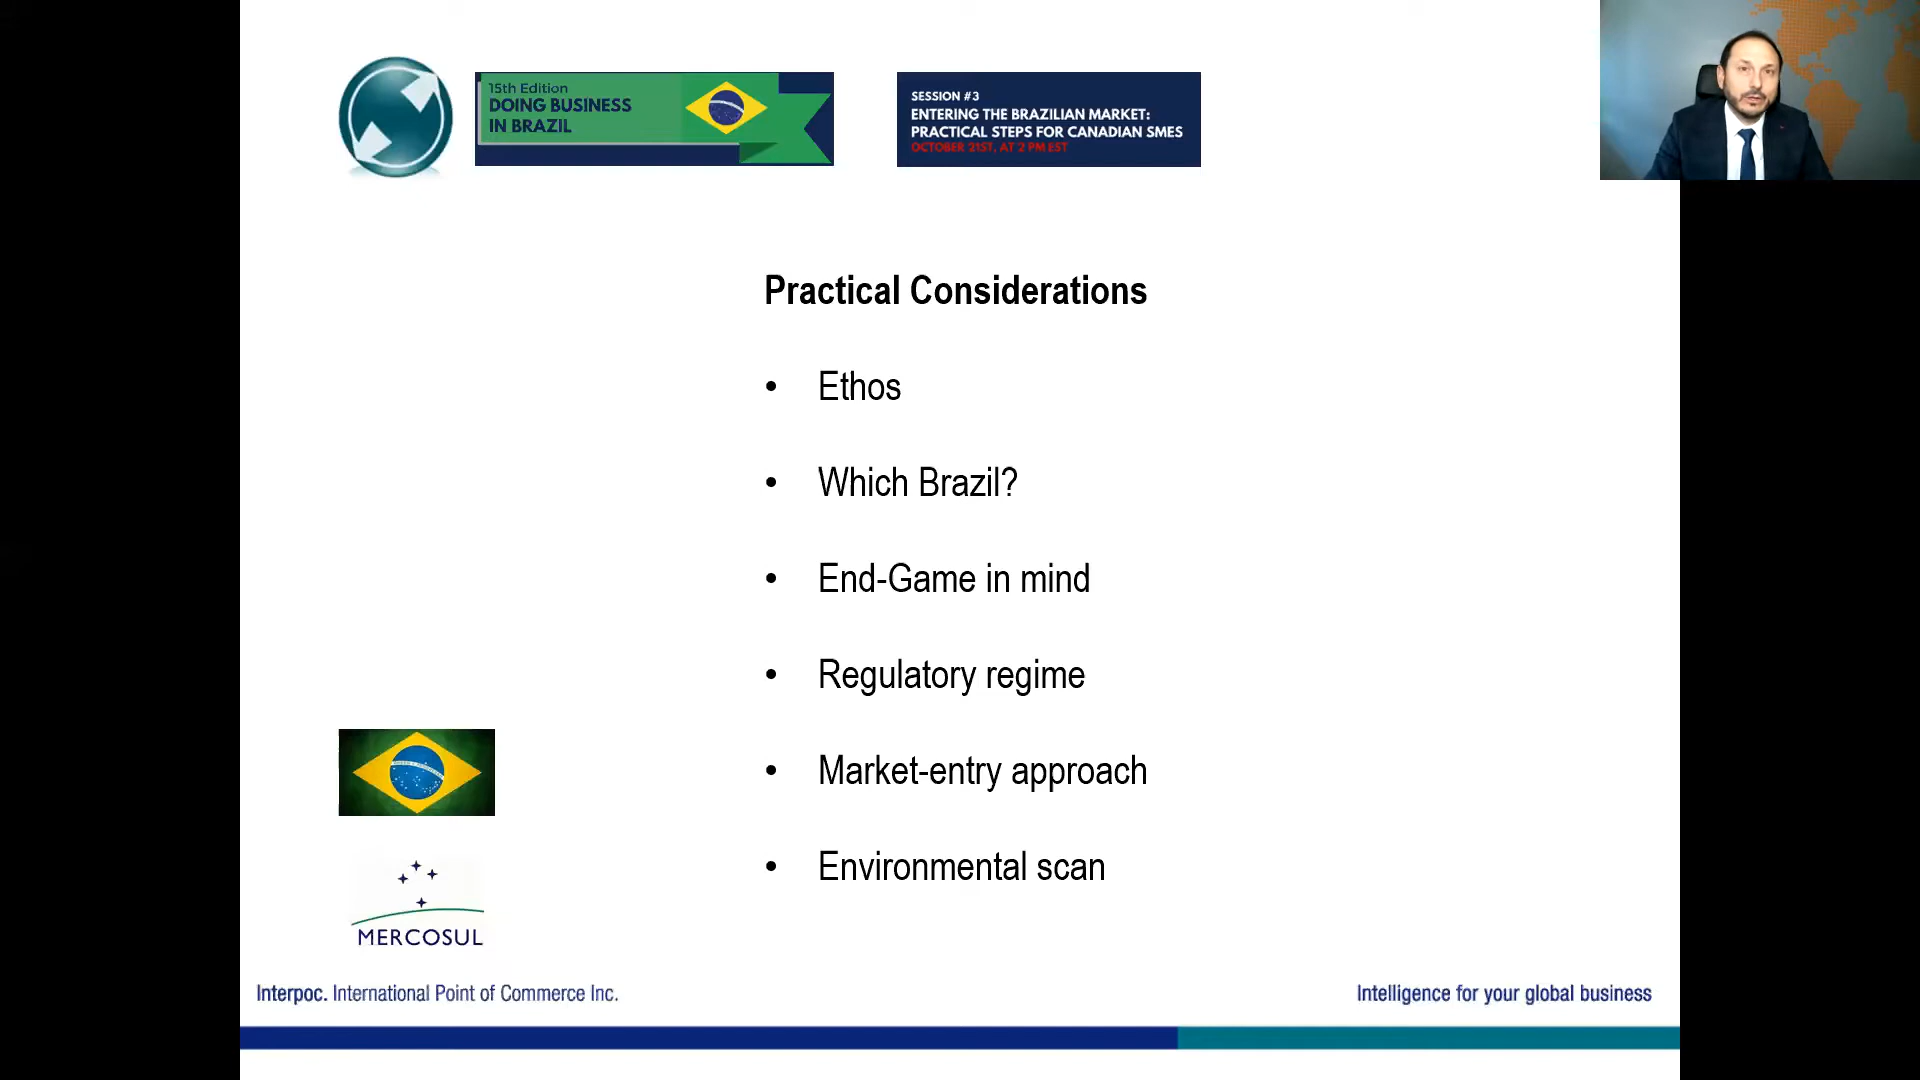 15th Edition
DOING BUSINESS
IN BRAZIL
SESSION #3
ENTERING THE BRAZILIAN MARKET:
PRACTICAL STEPS FOR CANADIAN SMES
OCTOBER 21ST, AT 2 PM EST
Practical Considerations
• Ethos
• Which Brazil?
• End-Game in mind
• Regulatory regime
• Market-entry approach
• Environmental scan
MERCOSUL
Interpoc. International Point of Commerce Inc.
Intelligence for your global business